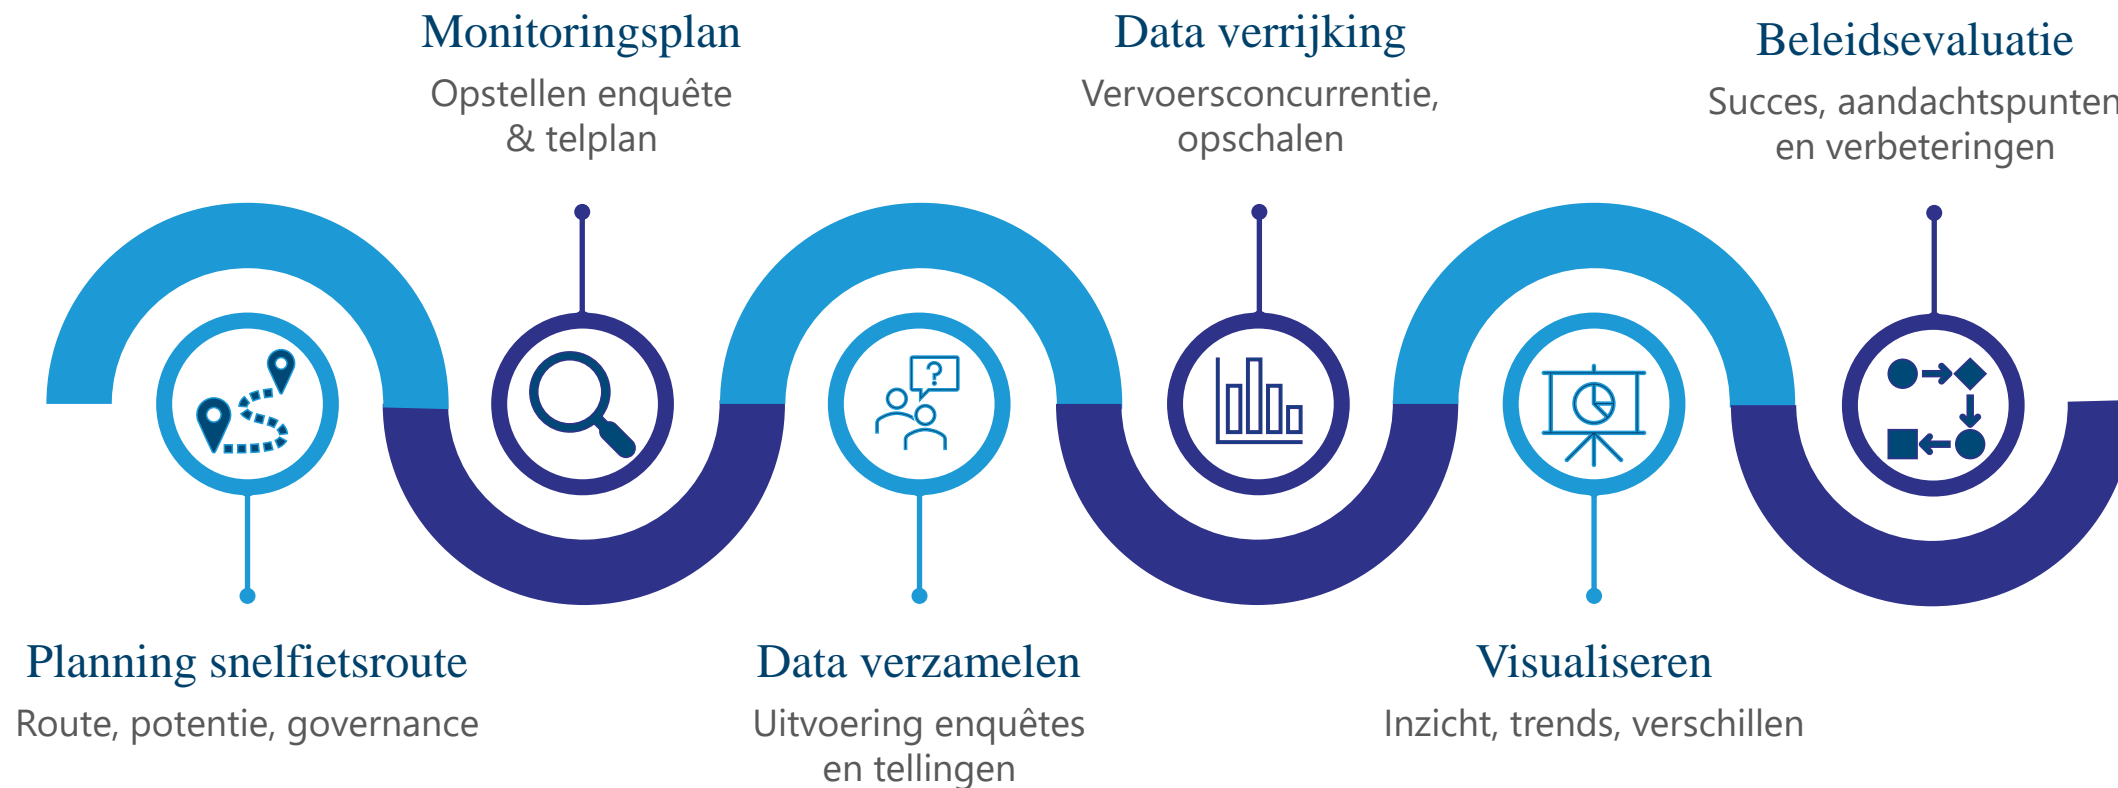 Monitoringsplan
Opstellen enquête
& telplan
Data verrijking
Vervoersconcurrentie,
opschalen
Beleidsevaluatie
Succes, aandachtspunten
en verbeteringen
?
Planning snelfietsroute
Route, potentie, governance
Data verzamelen
Uitvoering enquêtes
en tellingen
Visualiseren
Inzicht, trends, verschillen